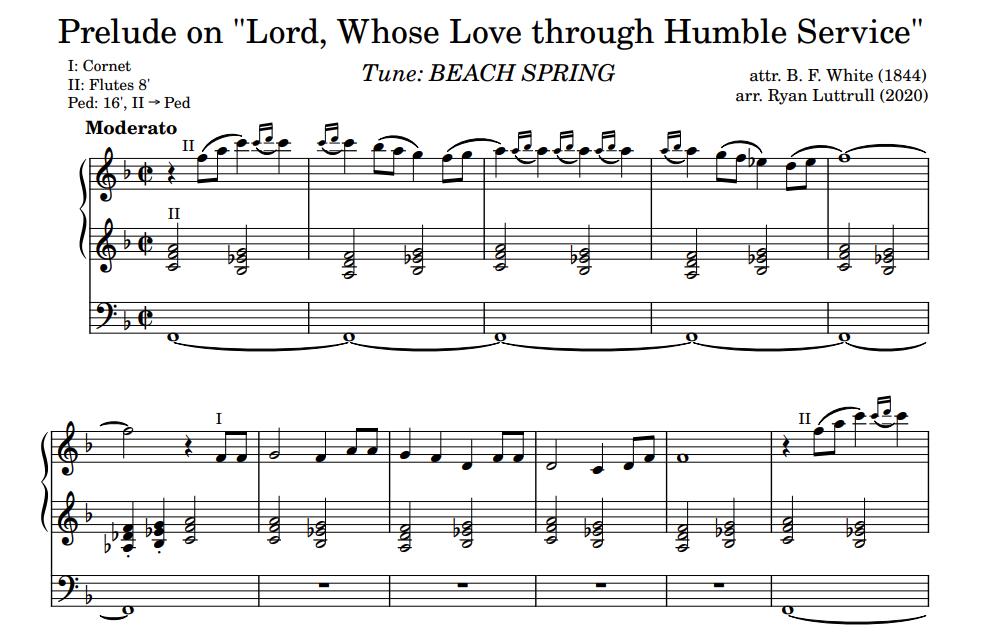 Prelude on "Lord, Whose Love through Humble Service"
I: Cornet
II: Flutes 8'
Ped: 16', II → Ped
Tune: BEACH SPRING
attr. B. F. White (1844)
arr. Ryan Luttrull (2020)
Moderato
II
II
I
II